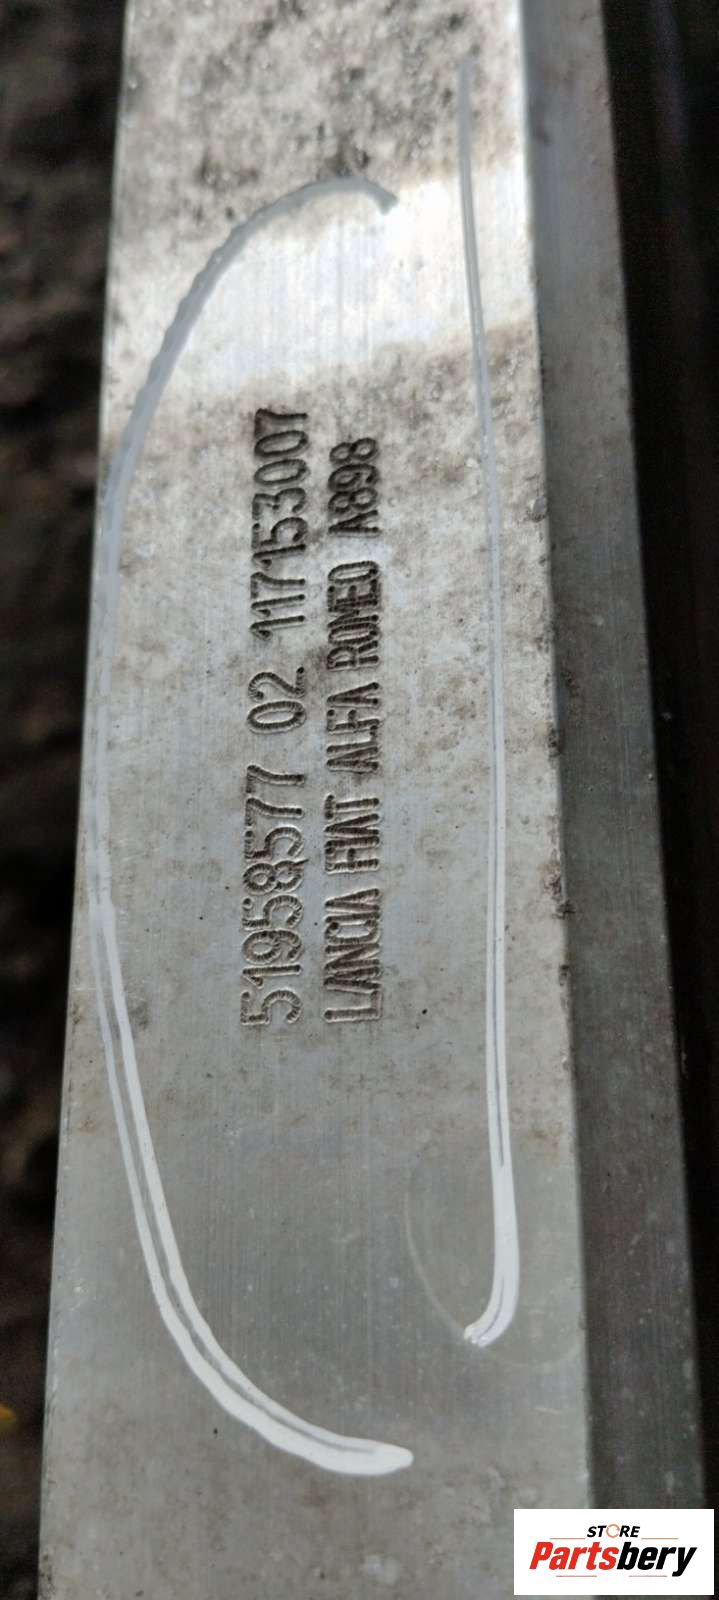 51958577 02 117153007
LANCIA FIAT ALFA ROMEO A898
STORE
Partsbery